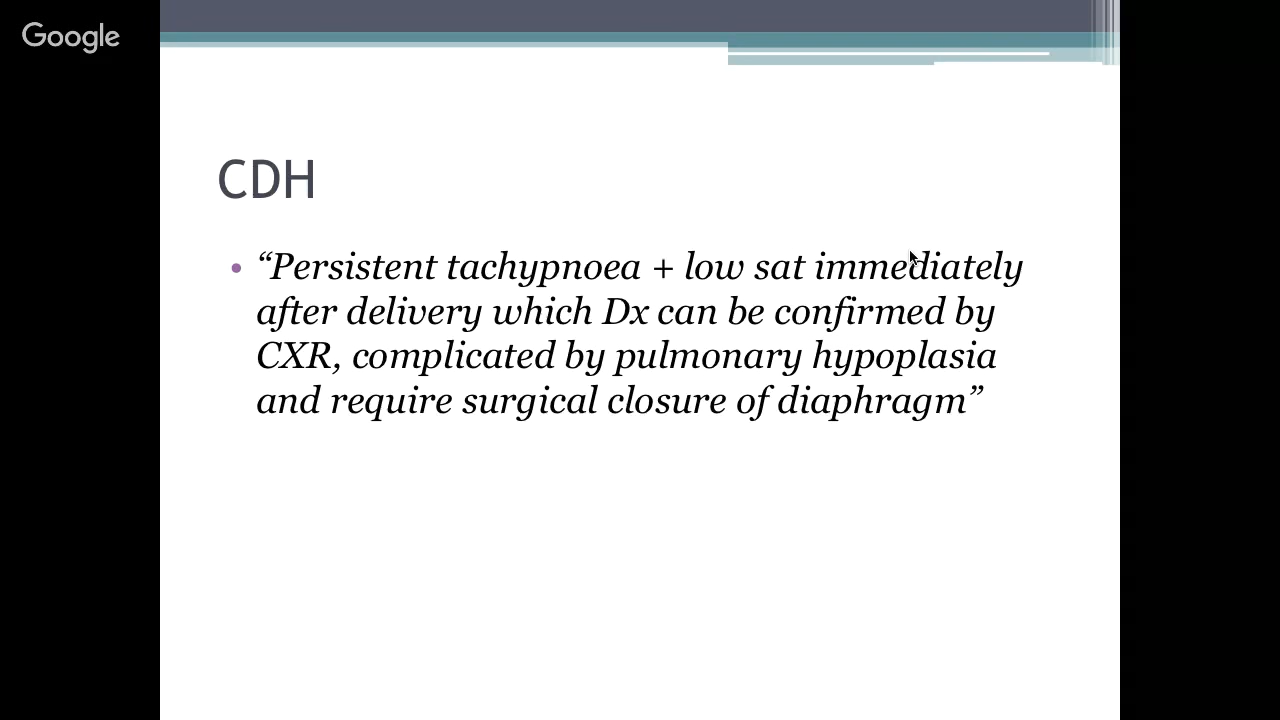 Google
CDH
• “Persistent tachypnoea + low sat immediately
after delivery which Dx can be confirmed by
CXR, complicated by pulmonary hypoplasia
and require surgical closure of diaphragm”